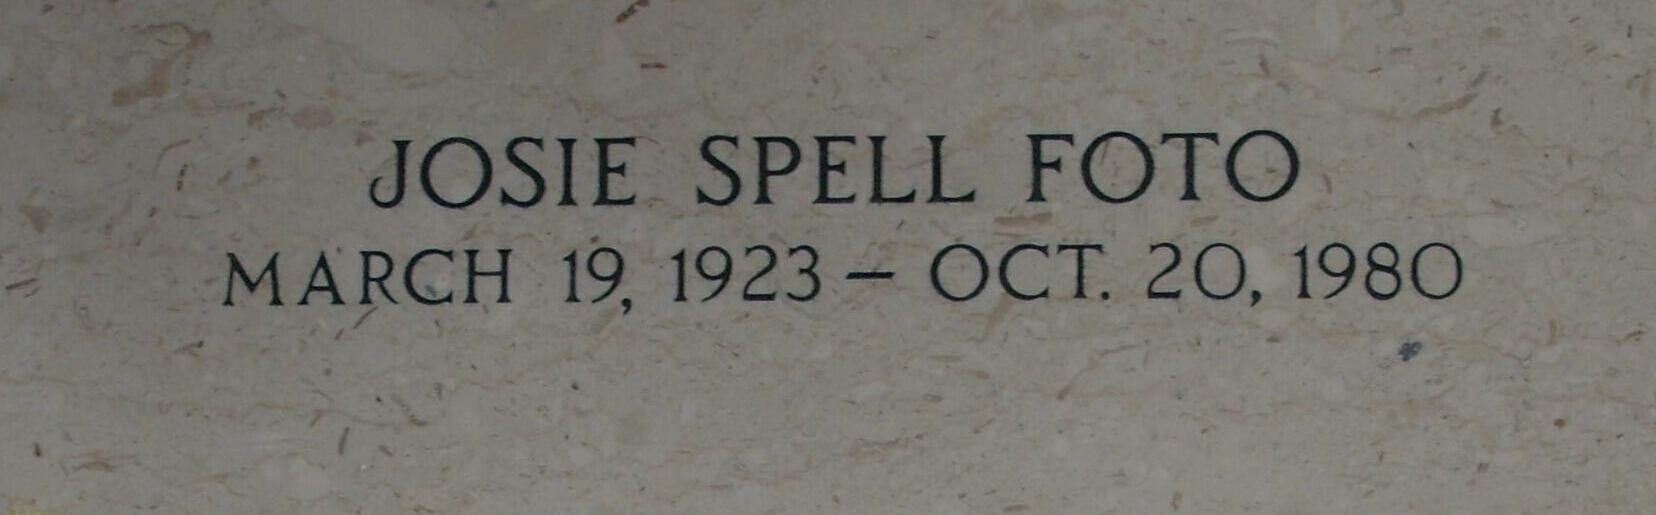 JOSIE SPELL FOTO
MARCH 19, 1923 – OCT. 20, 1980